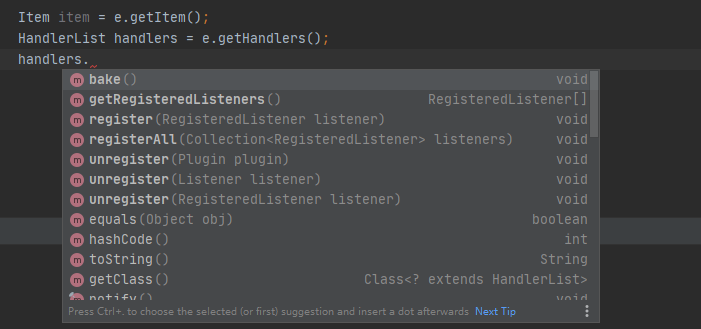 Item item = e.getItem();
HandlerList handlers = e.getHandlers();
handlers.
m bake() void
m getRegisteredListeners() RegisteredListener[]
m register(RegisteredListener listener) void
m registerAll(Collection<RegisteredListener> listeners) void
m unregister(Plugin plugin) void
m unregister(Listener listener) void
m unregister(RegisteredListener listener) void
m equals(Object obj) boolean
m hashCode() int
m toString() String
m getClass() Class<? extends HandlerList>
m notify() void
Press Ctrl+. to choose the selected (or first) suggestion and insert a dot afterwards Next Tip